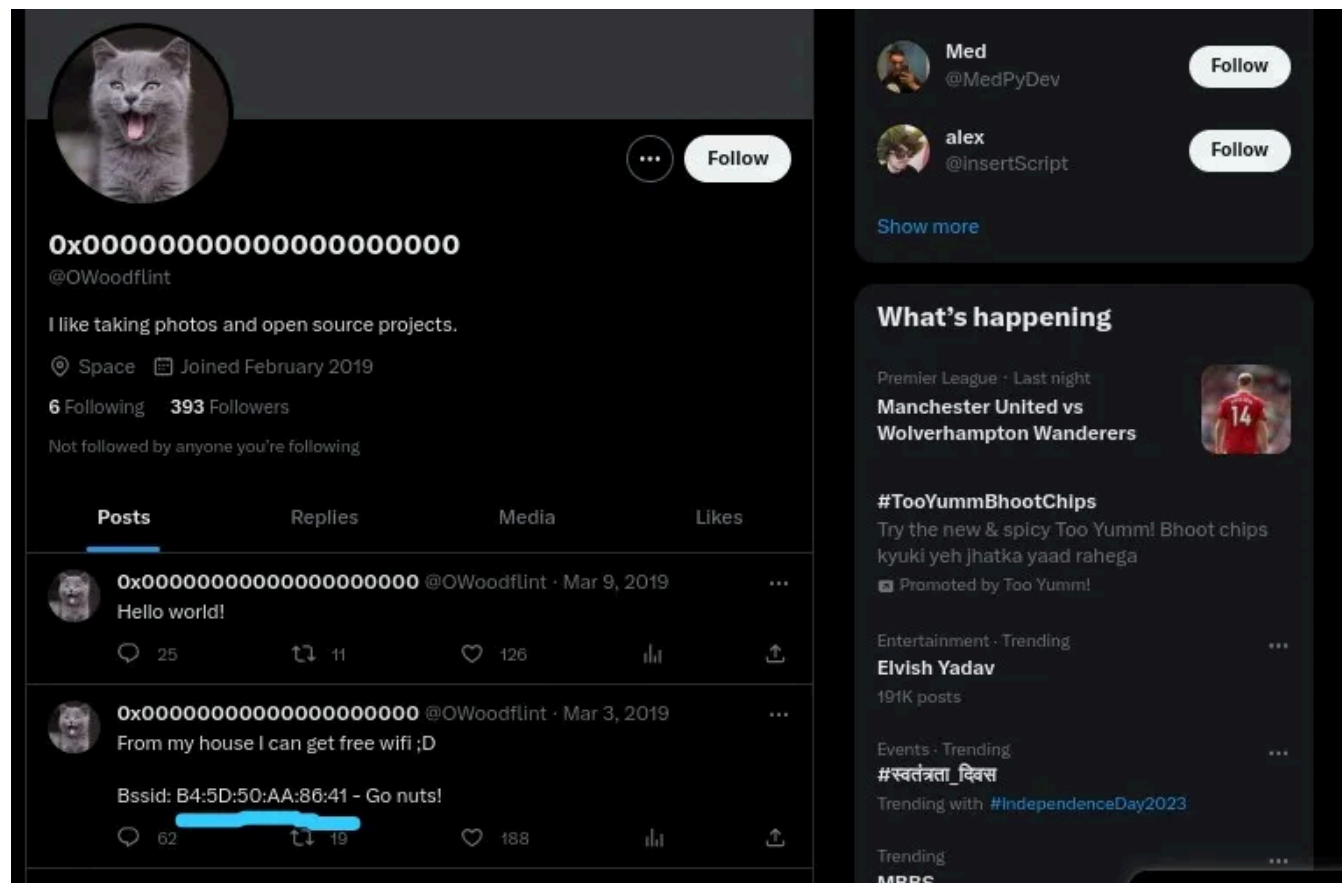 0x00000000000000000000
@OWoodflint
Follow
I like taking photos and open source projects.
Space Joined February 2019
6 Following 393 Followers
Not followed by anyone you're following
Posts Replies Media Likes
0x00000000000000000000 @OWoodflint · Mar 9, 2019
Hello world!
25 11 126
0x00000000000000000000 @OWoodflint · Mar 3, 2019
From my house I can get free wifi ;D
Bssid: B4:5D:50:AA:86:41 - Go nuts!
62 19 188
Med
@MedPyDev
Follow
alex
@insertScript
Follow
Show more
What's happening
Premier League · Last night
Manchester United vs
Wolverhampton Wanderers
14
#TooYummBhootChips
Try the new & spicy Too Yumm! Bhoot chips
kyuki yeh jhatka yaad rahega
Promoted by Too Yumm!
Entertainment · Trending
Elvish Yadav
191K posts
Events · Trending
#स्वतंत्रता_दिवस
Trending with #IndependenceDay2023
Trending
MBBS